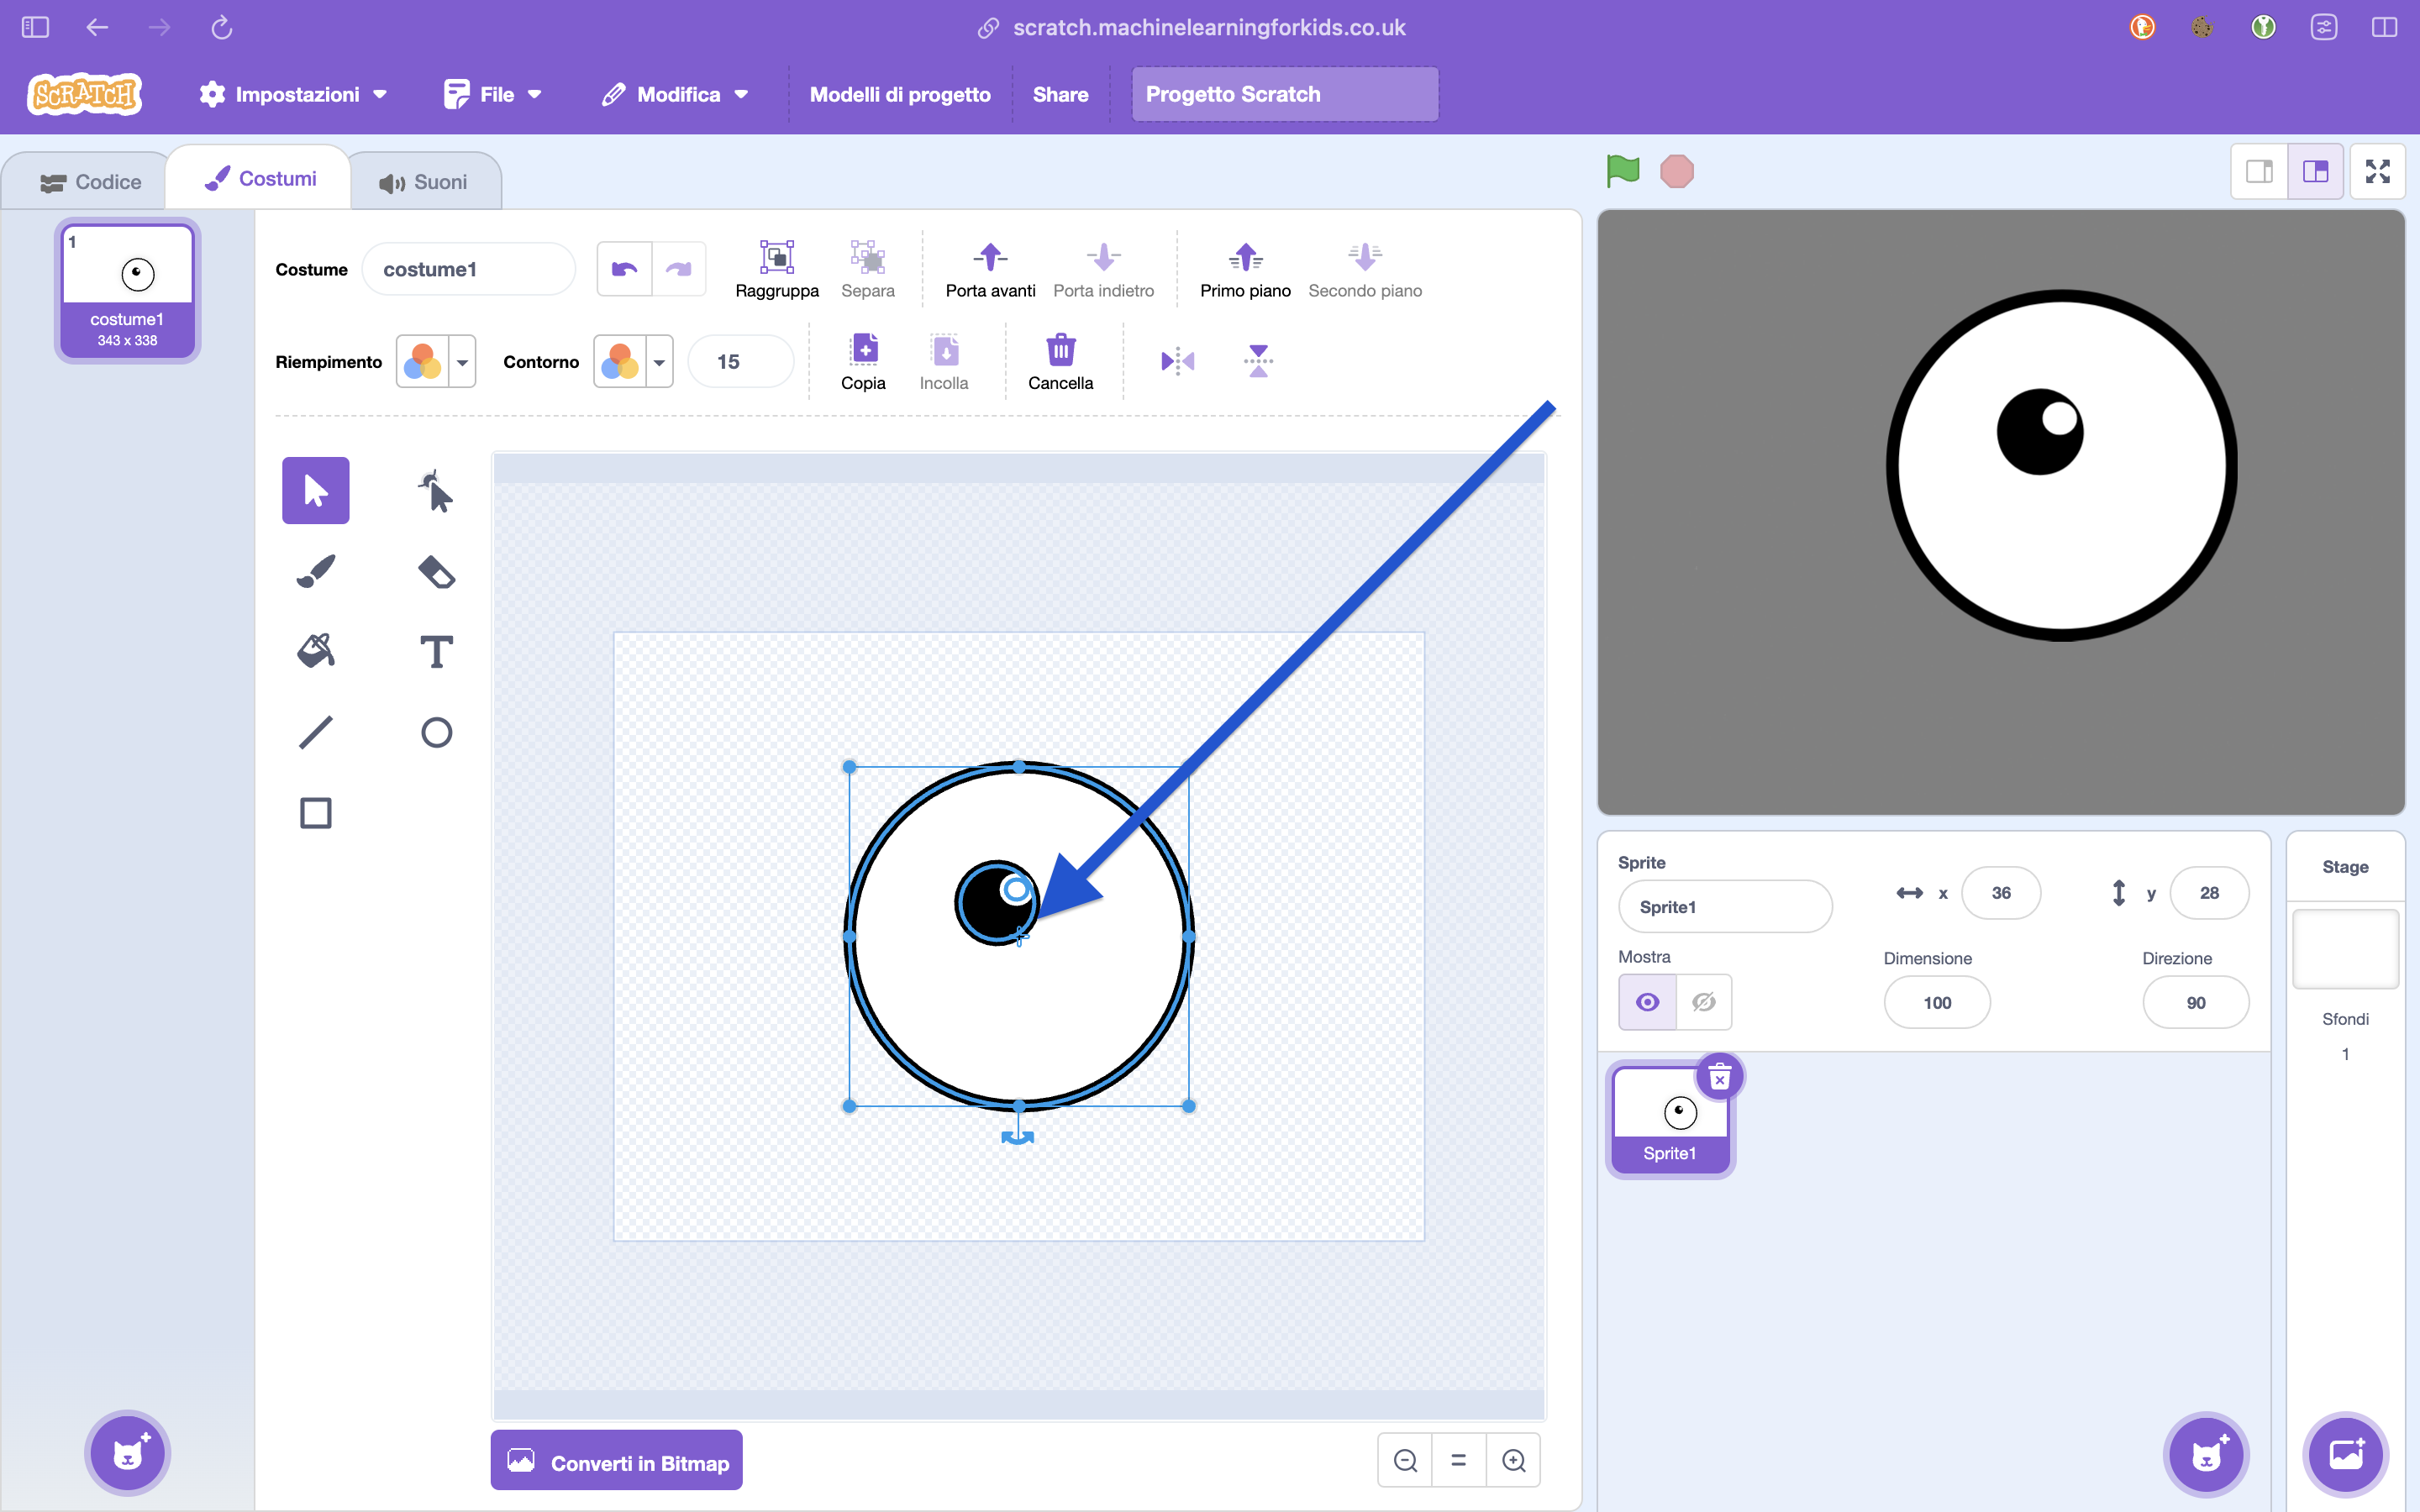 scratch.machinelearningforkids.co.uk
SCRATCH
Impostazioni
File
Modifica
Modelli di progetto
Share
Progetto Scratch
Codice
Costumi
Suoni
1
costume1
343 x 338
Costume
costume1
Raggruppa
Separa
Porta avanti
Porta indietro
Primo piano
Secondo piano
Riempimento
Contorno
15
Copia
Incolla
Cancella
T
Converti in Bitmap
=
Sprite
Sprite1
x
36
y
28
Mostra
Dimensione
100
Direzione
90
Sprite1
Stage
Sfondi
1